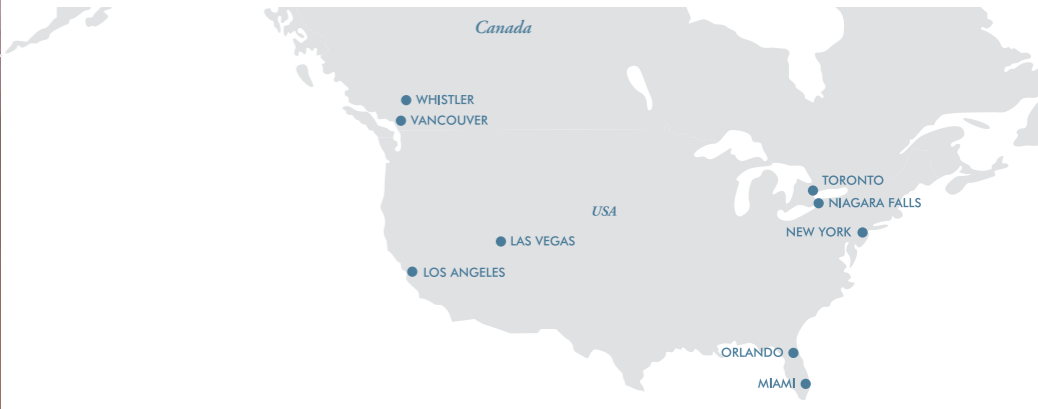 Canada
WHISTLER
VANCOUVER
TORONTO
NIAGARA FALLS
USA
NEW YORK
LAS VEGAS
LOS ANGELES
ORLANDO
MIAMI